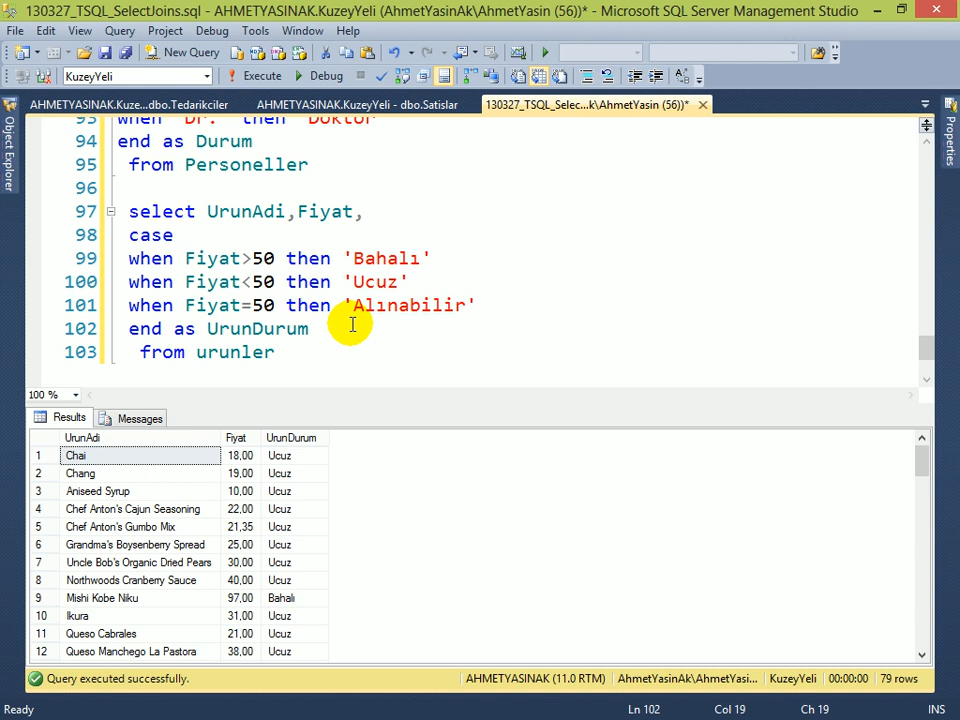 130327_TSQL_SelectJoins.sql - AHMETYASINAK.KuzeyYeli (AhmetYasinAk\AhmetYasin (56))* - Microsoft SQL Server Management Studio
File Edit View Query Project Debug Tools Window Help
New Query
KuzeyYeli Execute Debug
AHMETYASINAK.Kuze...dbo.Tedarikciler AHMETYASINAK.KuzeyYeli - dbo.Satislar 130327_TSQL_Selec...k\AhmetYasin (56))*
Object Explorer
Properties
93 when 'Dr.' then 'Doktor'
94 end as Durum
95 from Personeller
96
97 select UrunAdi,Fiyat,
98 case
99 when Fiyat>50 then 'Bahalı'
100 when Fiyat<50 then 'Ucuz'
101 when Fiyat=50 then 'Alınabilir'
102 end as UrunDurum
103 from urunler
100 %
Results Messages
UrunAdi Fiyat UrunDurum
1 Chai 18,00 Ucuz
2 Chang 19,00 Ucuz
3 Aniseed Syrup 10,00 Ucuz
4 Chef Anton's Cajun Seasoning 22,00 Ucuz
5 Chef Anton's Gumbo Mix 21,35 Ucuz
6 Grandma's Boysenberry Spread 25,00 Ucuz
7 Uncle Bob's Organic Dried Pears 30,00 Ucuz
8 Northwoods Cranberry Sauce 40,00 Ucuz
9 Mishi Kobe Niku 97,00 Bahalı
10 Ikura 31,00 Ucuz
11 Queso Cabrales 21,00 Ucuz
12 Queso Manchego La Pastora 38,00 Ucuz
Query executed successfully. AHMETYASINAK (11.0 RTM) AhmetYasinAk\AhmetYasi... KuzeyYeli 00:00:00 79 rows
Ready Ln 102 Col 19 Ch 19 INS